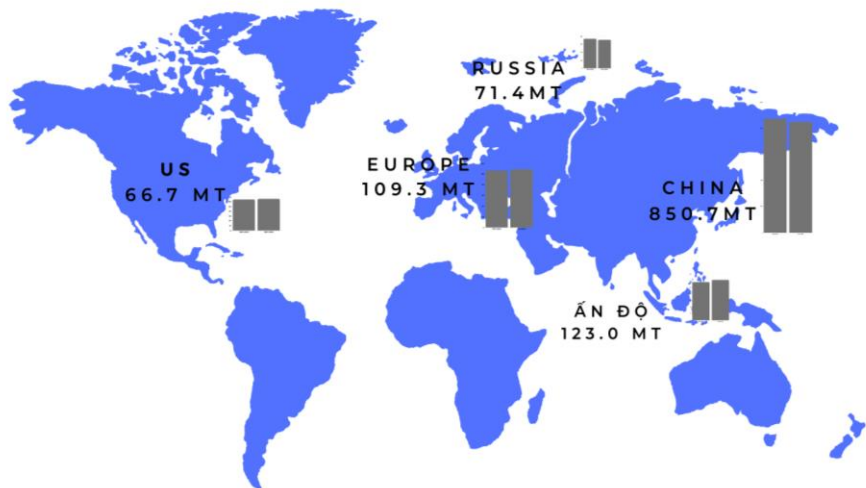 RUSSIA
71.4MT
US
66.7 MT
EUROPE
109.3 MT
CHINA
850.7MT
ẤN ĐỘ
123.0 MT